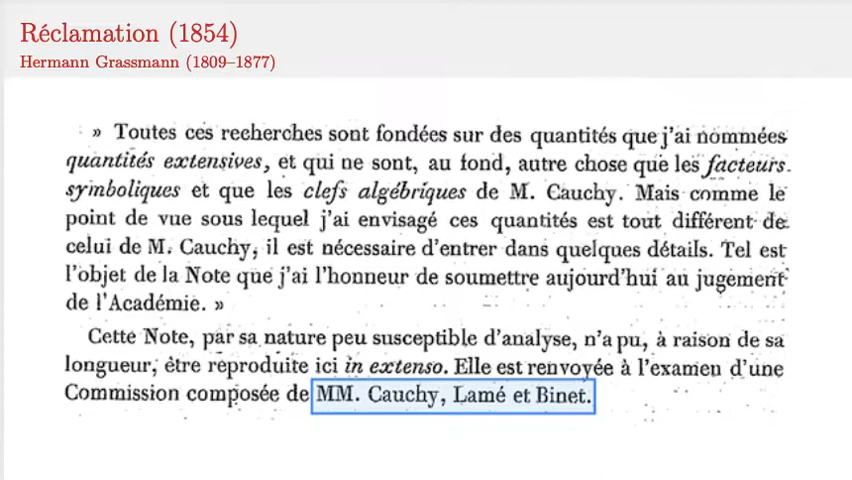 Réclamation (1854)
Hermann Grassmann (1809–1877)
» Toutes ces recherches sont fondées sur des quantités que j'ai nommées
quantités extensives, et qui ne sont, au fond, autre chose que les facteurs
symboliques et que les clefs algébriques de M. Cauchy. Mais comme le
point de vue sous lequel j'ai envisagé ces quantités est tout différent de
celui de M. Cauchy, il est nécessaire d'entrer dans quelques détails. Tel est
l'objet de la Note que j'ai l'honneur de soumettre aujourd'hui au jugement
de l'Académie. »
Cette Note, par sa nature peu susceptible d'analyse, n'a pu, à raison de sa
longueur, être reproduite ici in extenso. Elle est renvoyée à l'examen d'une
Commission composée de MM. Cauchy, Lamé et Binet.